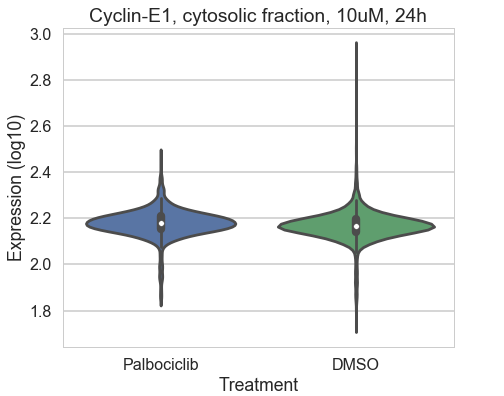 Cyclin-E1, cytosolic fraction, 10uM, 24h
3.0
2.8
2.6
2.4
2.2
2.0
1.8
Expression (log10)
Palbociclib DMSO
Treatment